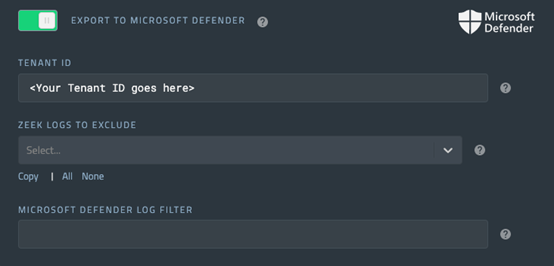 EXPORT TO MICROSOFT DEFENDER ?
Microsoft
Defender
TENANT ID
<Your Tenant ID goes here> ?
ZEEK LOGS TO EXCLUDE
Select... ?
Copy | All None
MICROSOFT DEFENDER LOG FILTER
?